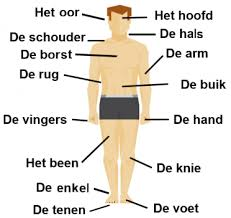 Het oor
Het hoofd
De schouder
De hals
De borst
De arm
De rug
De buik
De vingers
De hand
Het been
De knie
De enkel
De voet
De tenen